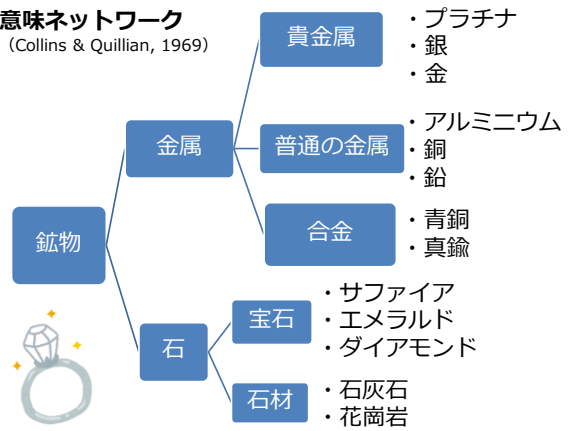 意味ネットワーク
（Collins & Quillian, 1969）
鉱物
金属
貴金属
・プラチナ
・銀
・金
普通の金属
・アルミニウム
・銅
・鉛
合金
・青銅
・真鍮
石
宝石
・サファイア
・エメラルド
・ダイアモンド
石材
・石灰石
・花崗岩